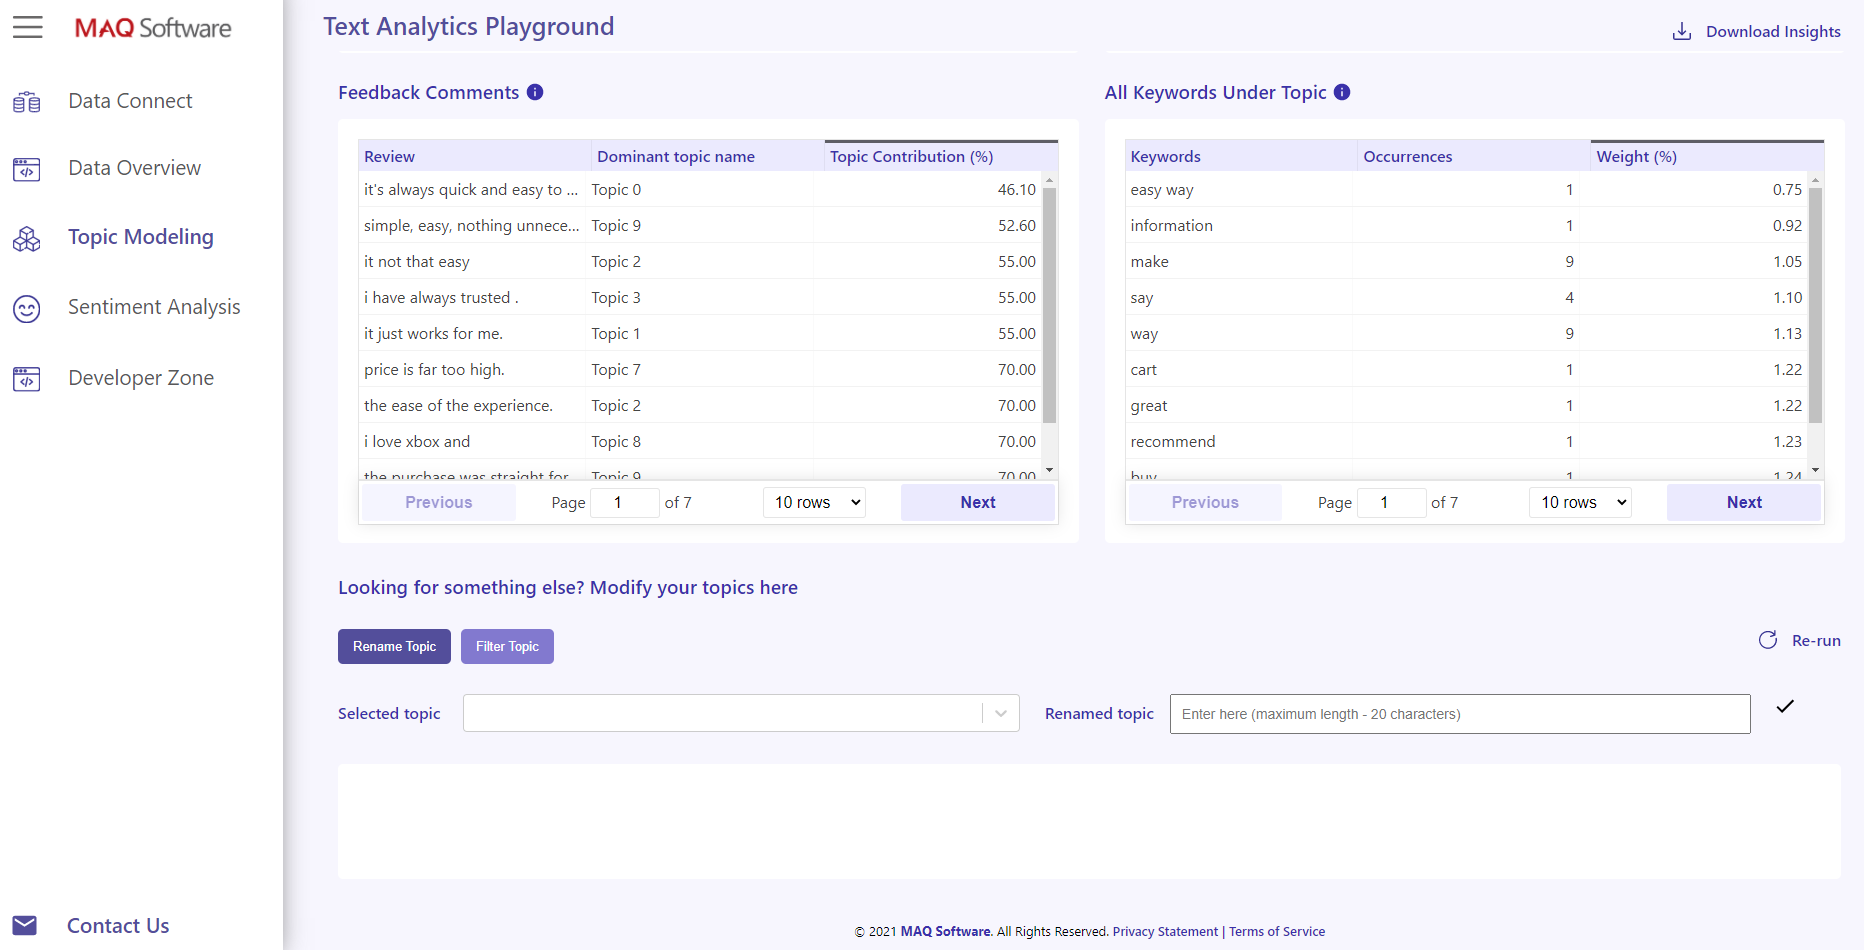 MAQ Software
Data Connect
Data Overview
Topic Modeling
Sentiment Analysis
Developer Zone
Contact Us
Text Analytics Playground
Download Insights
Feedback Comments
Review Dominant topic name Topic Contribution (%)
it's always quick and easy to ... Topic 0 46.10
simple, easy, nothing unnece... Topic 9 52.60
it not that easy Topic 2 55.00
i have always trusted . Topic 3 55.00
it just works for me. Topic 1 55.00
price is far too high. Topic 7 70.00
the ease of the experience. Topic 2 70.00
i love xbox and Topic 8 70.00
the purchase was straight for Topic 9 70.00
Previous Page 1 of 7 10 rows Next
All Keywords Under Topic
Keywords Occurrences Weight (%)
easy way 1 0.75
information 1 0.92
make 9 1.05
say 4 1.10
way 9 1.13
cart 1 1.22
great 1 1.22
recommend 1 1.23
buy 1 1.24
Previous Page 1 of 7 10 rows Next
Looking for something else? Modify your topics here
Rename Topic Filter Topic
Re-run
Selected topic
Renamed topic Enter here (maximum length - 20 characters)
© 2021 MAQ Software. All Rights Reserved. Privacy Statement | Terms of Service